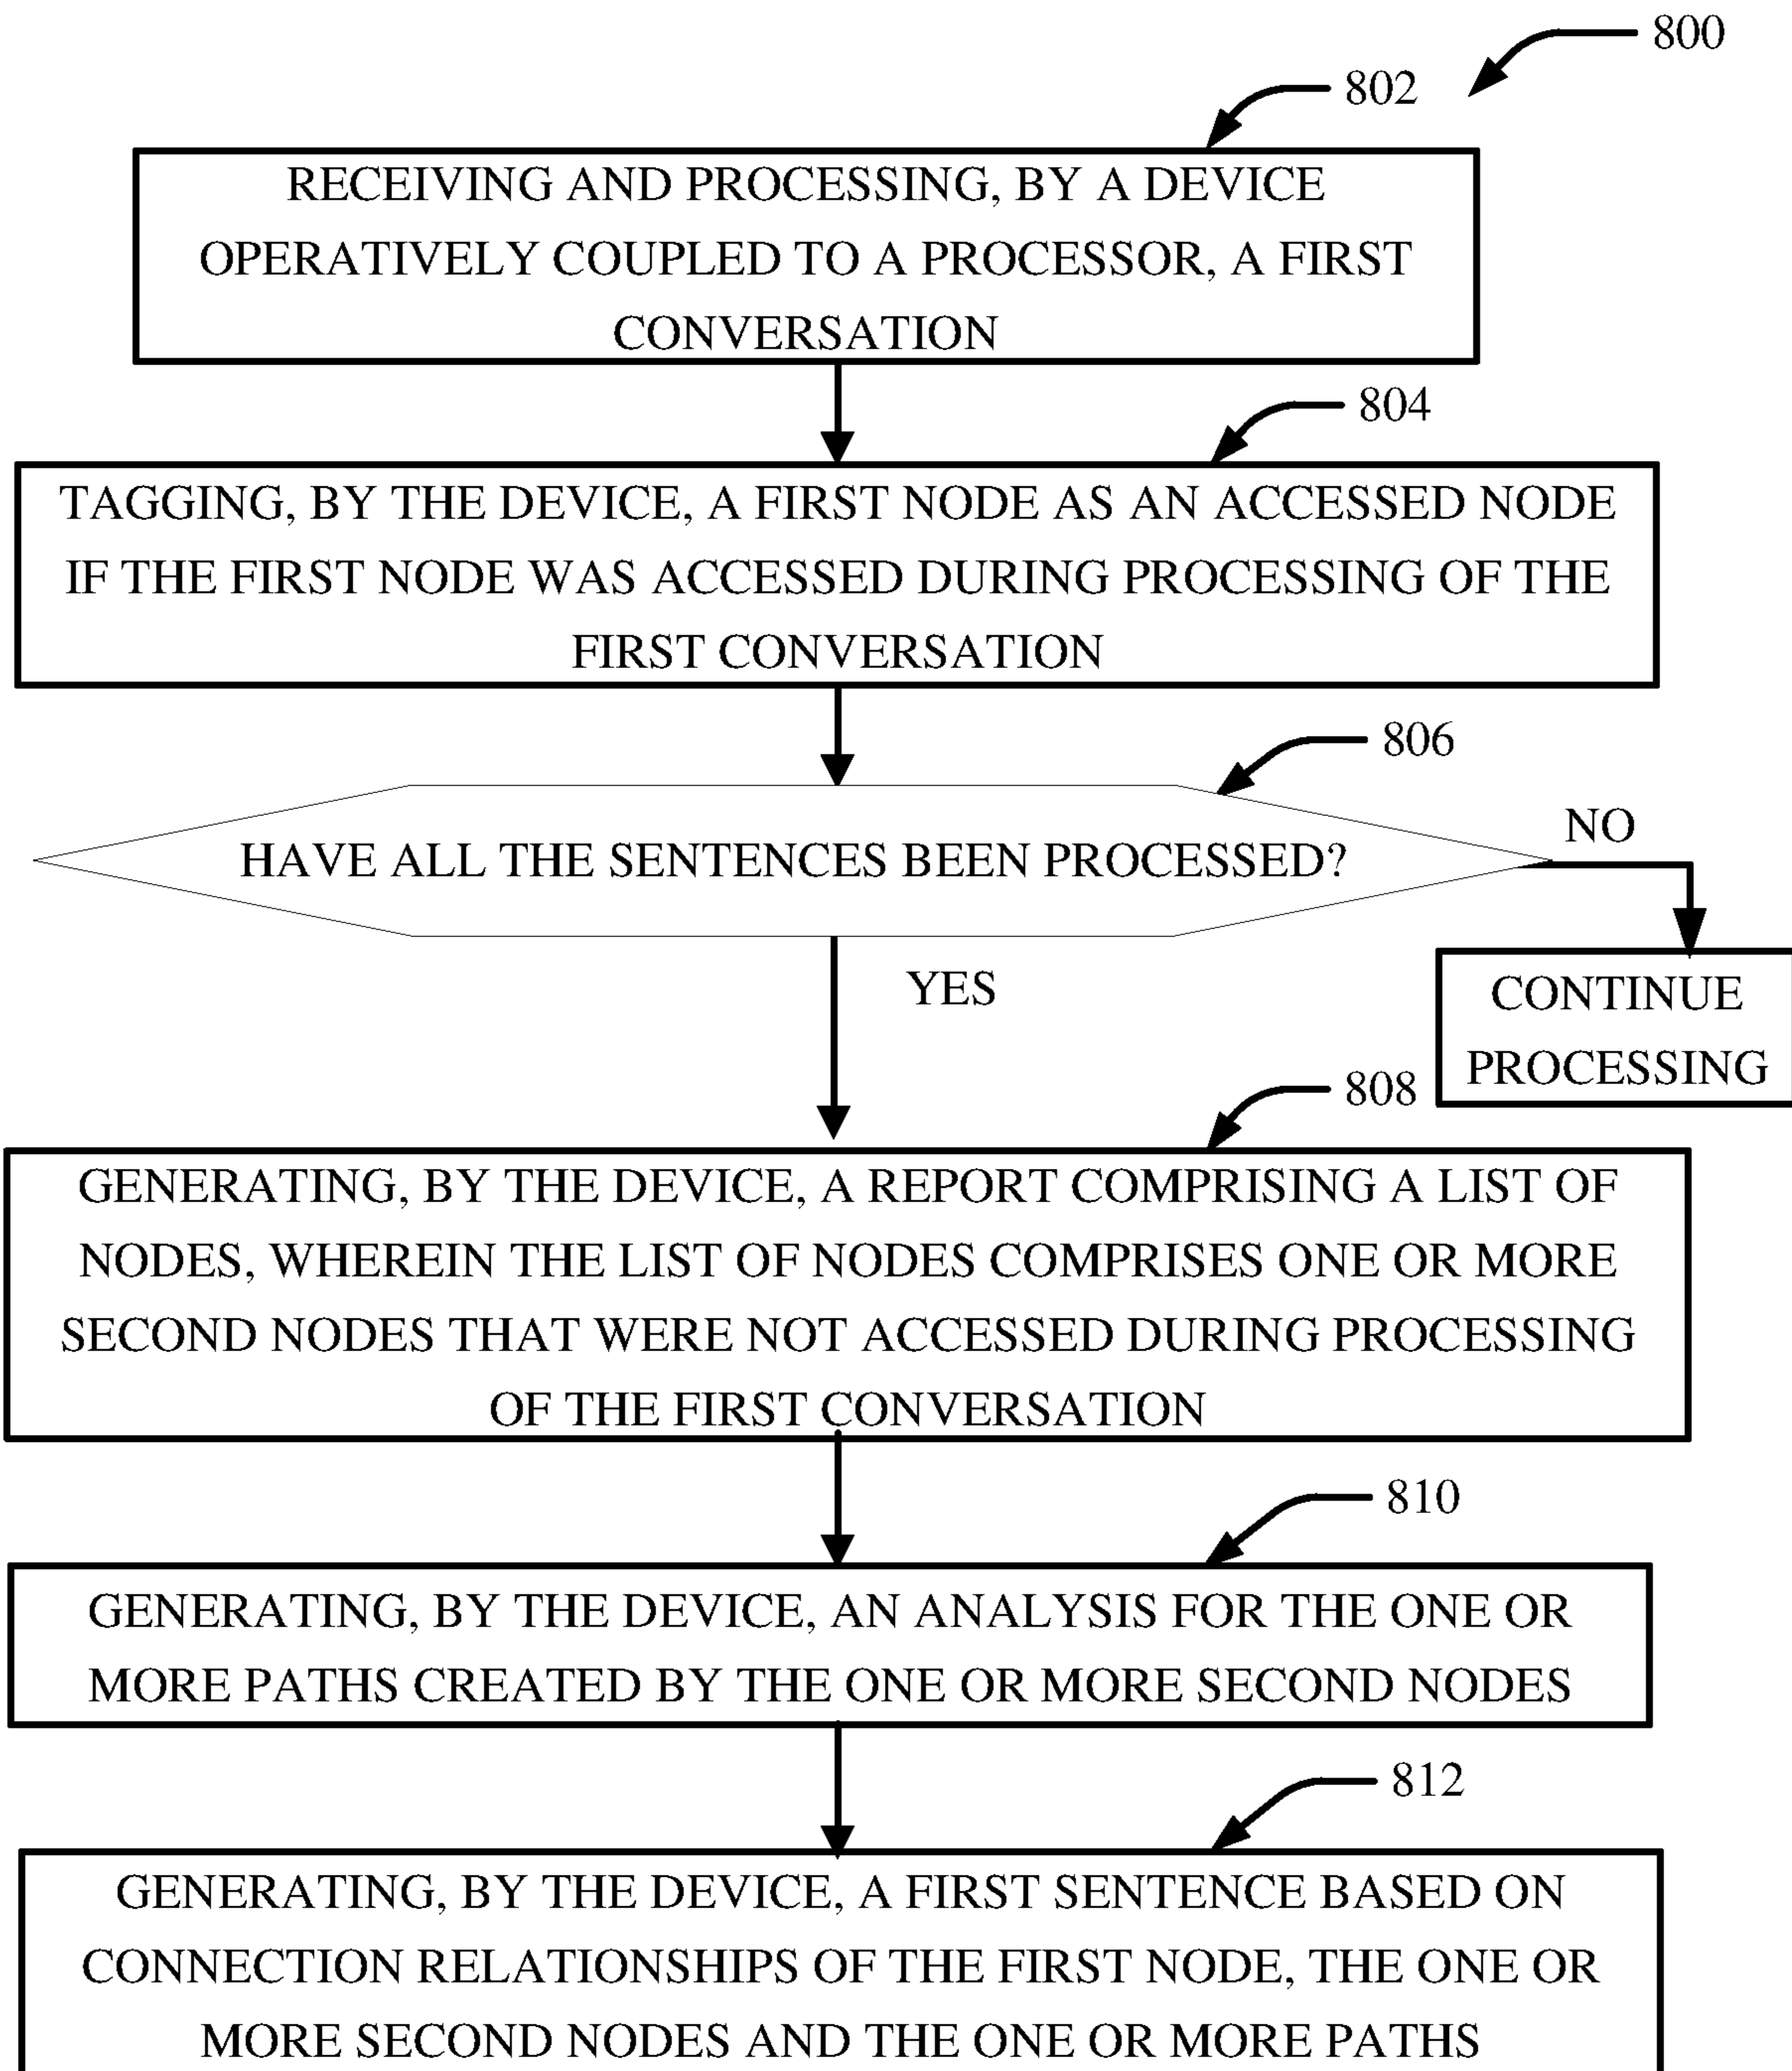 800
802
RECEIVING AND PROCESSING, BY A DEVICE
OPERATIVELY COUPLED TO A PROCESSOR, A FIRST
CONVERSATION
804
TAGGING, BY THE DEVICE, A FIRST NODE AS AN ACCESSED NODE
IF THE FIRST NODE WAS ACCESSED DURING PROCESSING OF THE
FIRST CONVERSATION
806
HAVE ALL THE SENTENCES BEEN PROCESSED?
NO
YES
CONTINUE
PROCESSING
808
GENERATING, BY THE DEVICE, A REPORT COMPRISING A LIST OF
NODES, WHEREIN THE LIST OF NODES COMPRISES ONE OR MORE
SECOND NODES THAT WERE NOT ACCESSED DURING PROCESSING
OF THE FIRST CONVERSATION
810
GENERATING, BY THE DEVICE, AN ANALYSIS FOR THE ONE OR
MORE PATHS CREATED BY THE ONE OR MORE SECOND NODES
812
GENERATING, BY THE DEVICE, A FIRST SENTENCE BASED ON
CONNECTION RELATIONSHIPS OF THE FIRST NODE, THE ONE OR
MORE SECOND NODES AND THE ONE OR MORE PATHS